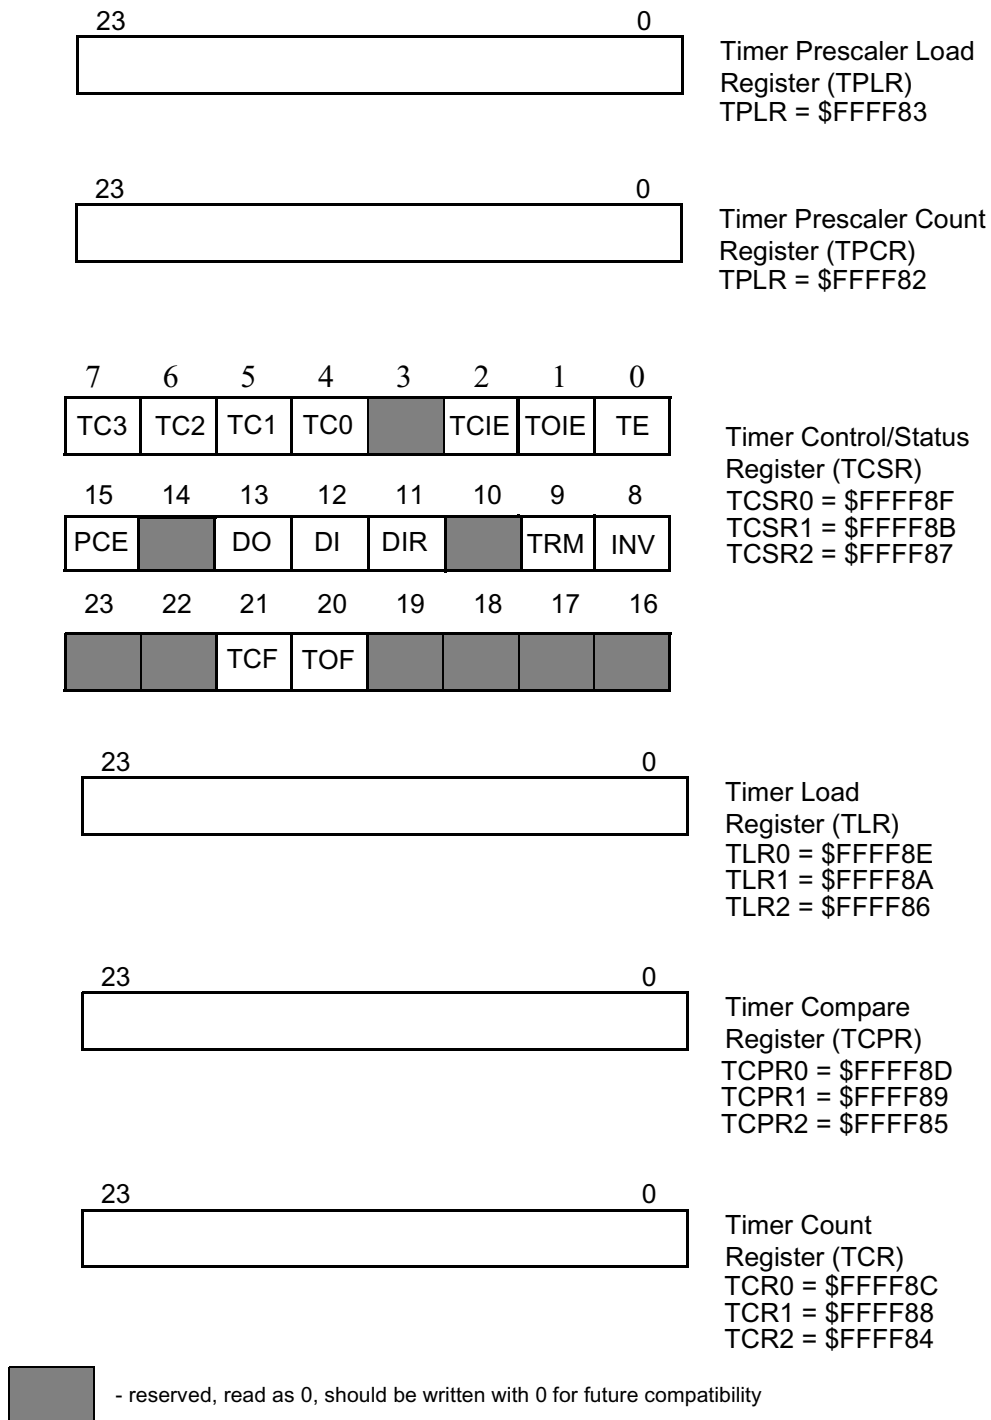 23 0
Timer Prescaler Load
Register (TPLR)
TPLR = $FFFF83
23 0
Timer Prescaler Count
Register (TPCR)
TPLR = $FFFF82
7 6 5 4 3 2 1 0
TC3 TC2 TC1 TC0 TCIE TOIE TE
15 14 13 12 11 10 9 8
PCE DO DI DIR TRM INV
23 22 21 20 19 18 17 16
TCF TOF
Timer Control/Status
Register (TCSR)
TCSR0 = $FFFF8F
TCSR1 = $FFFF8B
TCSR2 = $FFFF87
23 0
Timer Load
Register (TLR)
TLR0 = $FFFF8E
TLR1 = $FFFF8A
TLR2 = $FFFF86
23 0
Timer Compare
Register (TCPR)
TCPR0 = $FFFF8D
TCPR1 = $FFFF89
TCPR2 = $FFFF85
23 0
Timer Count
Register (TCR)
TCR0 = $FFFF8C
TCR1 = $FFFF88
TCR2 = $FFFF84
- reserved, read as 0, should be written with 0 for future compatibility